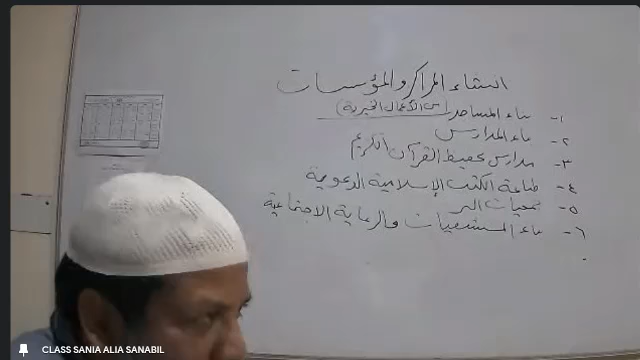 انشاء المراكز والمؤسسات
١- بناء المساجد (من الأعمال الخيرية)
٢- بناء المدارس
٣- مدارس تحفيظ القرآن الكريم
٤- طباعة الكتب الإسلامية الدعوية
٥- جمعيات البر
٦- بناء المستشفيات والرعاية الاجتماعية
CLASS SANIA ALIA SANABIL